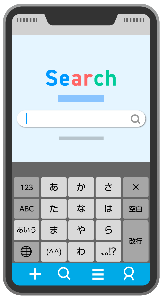 Search
123 あ か さ ×
ABC た な は 空白
あいう ま や ら 改行
(^^) わ 、。!?